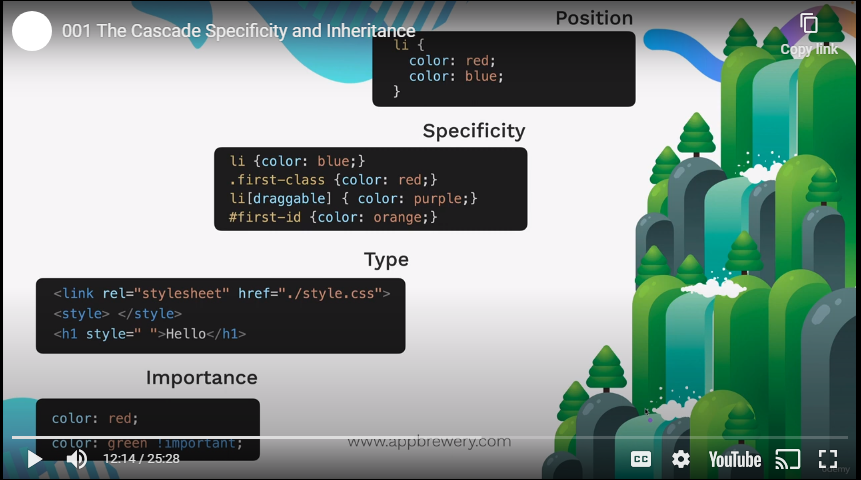 001 The Cascade Specificity and Inheritance
Copy link
Position
li {
color: red;
color: blue;
}
Specificity
li {color: blue;}
.first-class {color: red;}
li[draggable] { color: purple;}
#first-id {color: orange;}
Type
<link rel="stylesheet" href="./style.css">
<style> </style>
<h1 style=" ">Hello</h1>
Importance
color: red;
color: green !important;
www.appbrewery.com
12:14 / 25:28
CC
YouTube
udemy